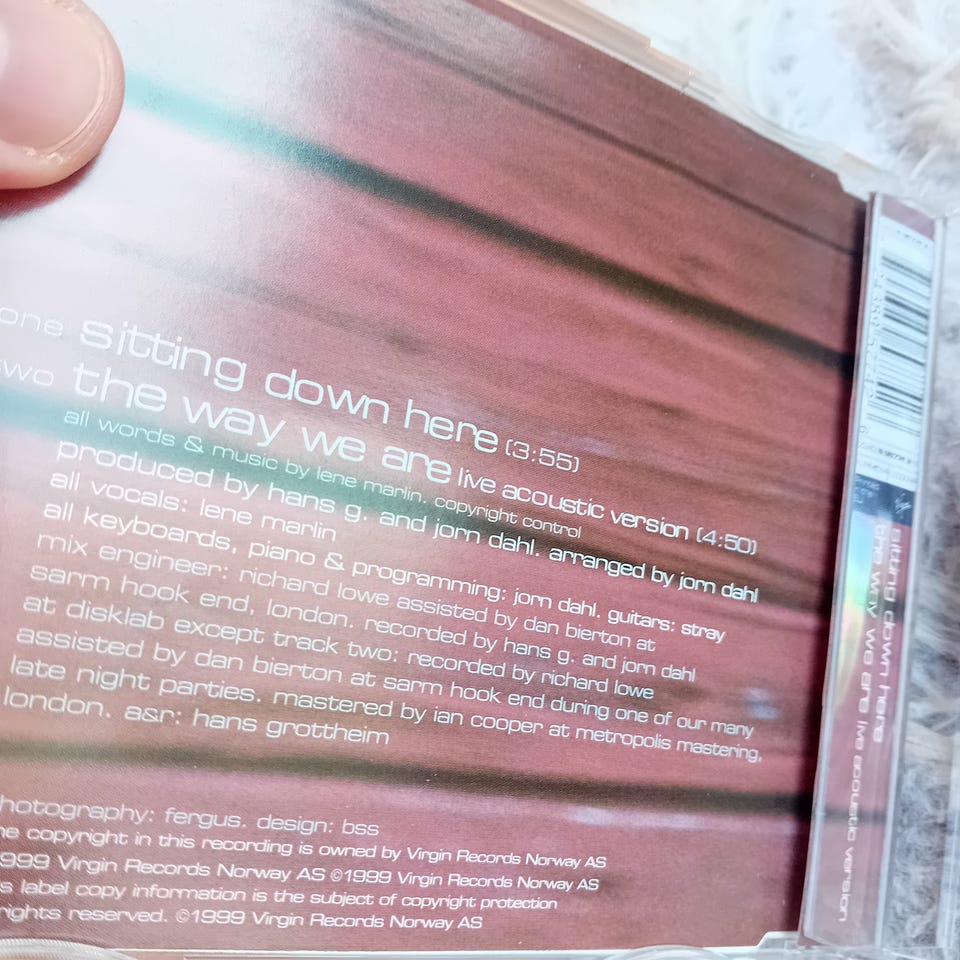 one sitting down here (3:55)
two the way we are live acoustic version (4:50)
all words & music by lene marlin. copyright control
produced by hans g. and jorn dahl. arranged by jorn dahl
all vocals: lene marlin
all keyboards, piano & programming: jorn dahl. guitars: stray
mix engineer: richard lowe assisted by dan bierton at
sarm hook end, london. recorded by hans g. and jorn dahl
at disklab except track two: recorded by richard lowe
assisted by dan bierton at sarm hook end during one of our many
late night parties. mastered by ian cooper at metropolis mastering,
london. a&r: hans grottheim
hotography: fergus. design: bss
he copyright in this recording is owned by Virgin Records Norway AS
999 Virgin Records Norway AS ©1999 Virgin Records Norway AS
s label copy information is the subject of copyright protection
rights reserved. ©1999 Virgin Records Norway AS
sitting down here
the way we are live acoustic version